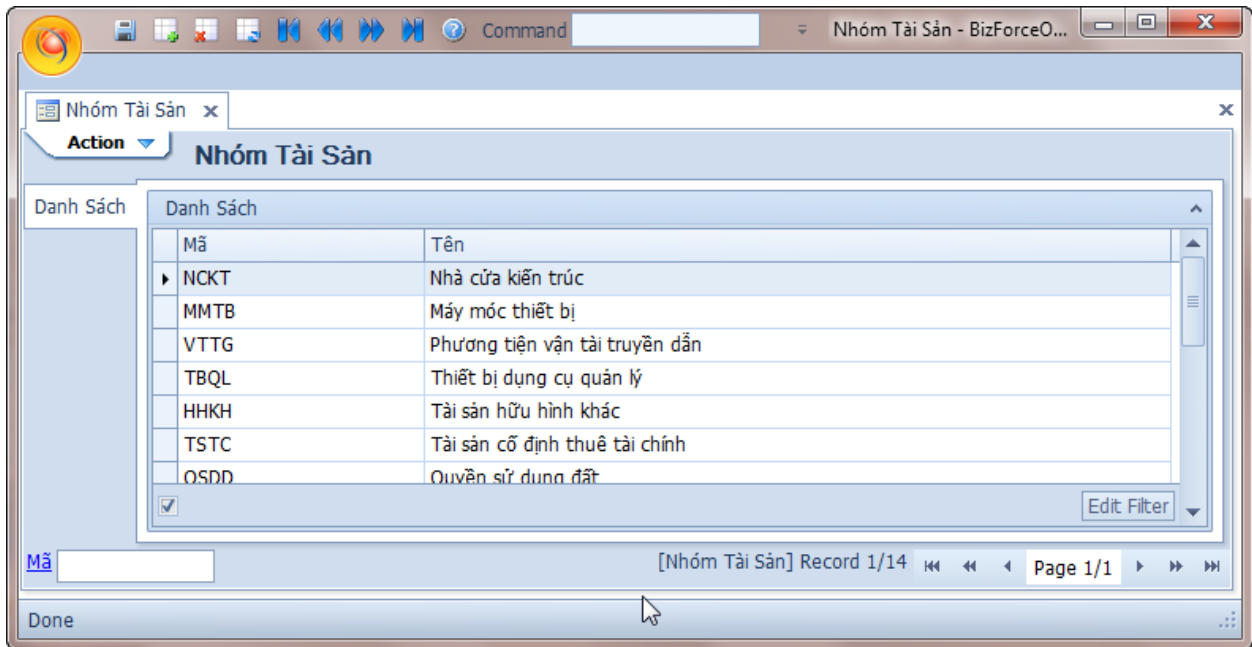 Command
Nhóm Tài Sản - BizForceO...
Nhóm Tài Sản
Action
Nhóm Tài Sản
Danh Sách
Danh Sách
Mã Tên
NCKT Nhà cửa kiến trúc
MMTB Máy móc thiết bị
VTTG Phương tiện vận tải truyền dẫn
TBQL Thiết bị dụng cụ quản lý
HHKH Tài sản hữu hình khác
TSTC Tài sản cố định thuê tài chính
QSDD Quyền sử dụng đất
Edit Filter
Mã
[Nhóm Tài Sản] Record 1/14 Page 1/1
Done